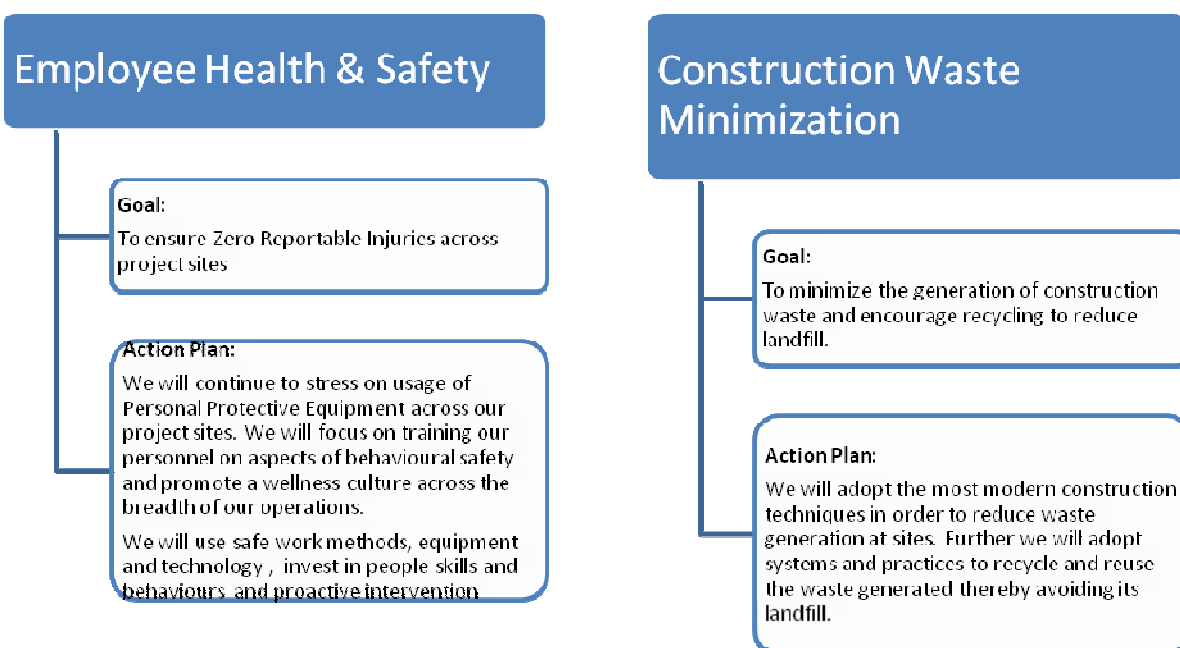 Employee Health & Safety
Goal:
To ensure Zero Reportable Injuries across
project sites
Action Plan:
We will continue to stress on usage of
Personal Protective Equipment across our
project sites. We will focus on training our
personnel on aspects of behavioural safety
and promote a wellness culture across the
breadth of our operations.
We will use safe work methods, equipment
and technology , invest in people skills and
behaviours and proactive intervention
Construction Waste
Minimization
Goal:
To minimize the generation of construction
waste and encourage recycling to reduce
landfill.
Action Plan:
We will adopt the most modern construction
techniques in order to reduce waste
generation at sites. Further we will adopt
systems and practices to recycle and reuse
the waste generated thereby avoiding its
landfill.